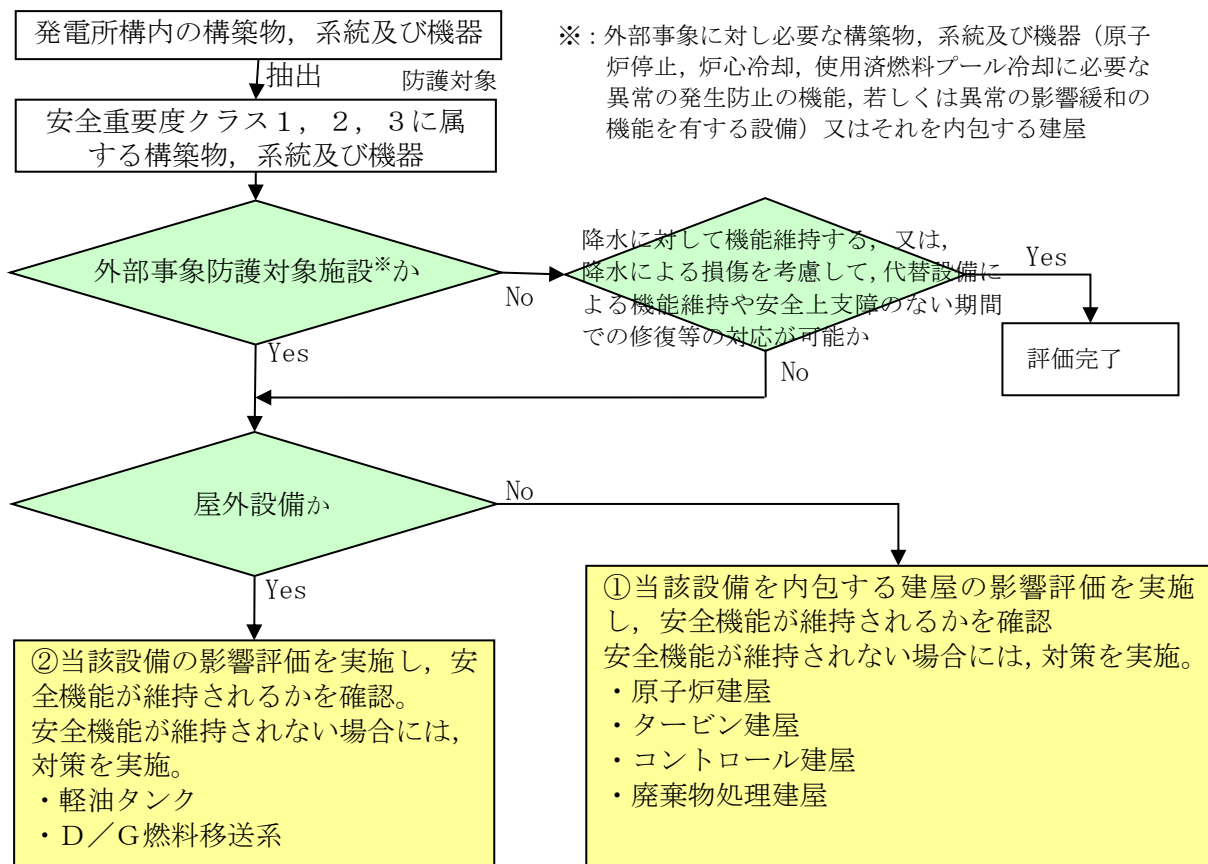 発電所構内の構築物，系統及び機器
抽出
防護対象
安全重要度クラス１，２，３に属
する構築物，系統及び機器
※：外部事象に対し必要な構築物，系統及び機器（原子
炉停止，炉心冷却，使用済燃料プール冷却に必要な
異常の発生防止の機能，若しくは異常の影響緩和の
機能を有する設備）又はそれを内包する建屋
外部事象防護対象施設※か
No
Yes
降水に対して機能維持する，又は，
降水による損傷を考慮して，代替設備に
よる機能維持や安全上支障のない期間
での修復等の対応が可能か
Yes
No
評価完了
屋外設備か
No
Yes
①当該設備を内包する建屋の影響評価を実施
し，安全機能が維持されるかを確認
安全機能が維持されない場合には，対策を実施。
・原子炉建屋
・タービン建屋
・コントロール建屋
・廃棄物処理建屋
②当該設備の影響評価を実施し，安
全機能が維持されるかを確認。
安全機能が維持されない場合には，
対策を実施。
・軽油タンク
・Ｄ／Ｇ燃料移送系